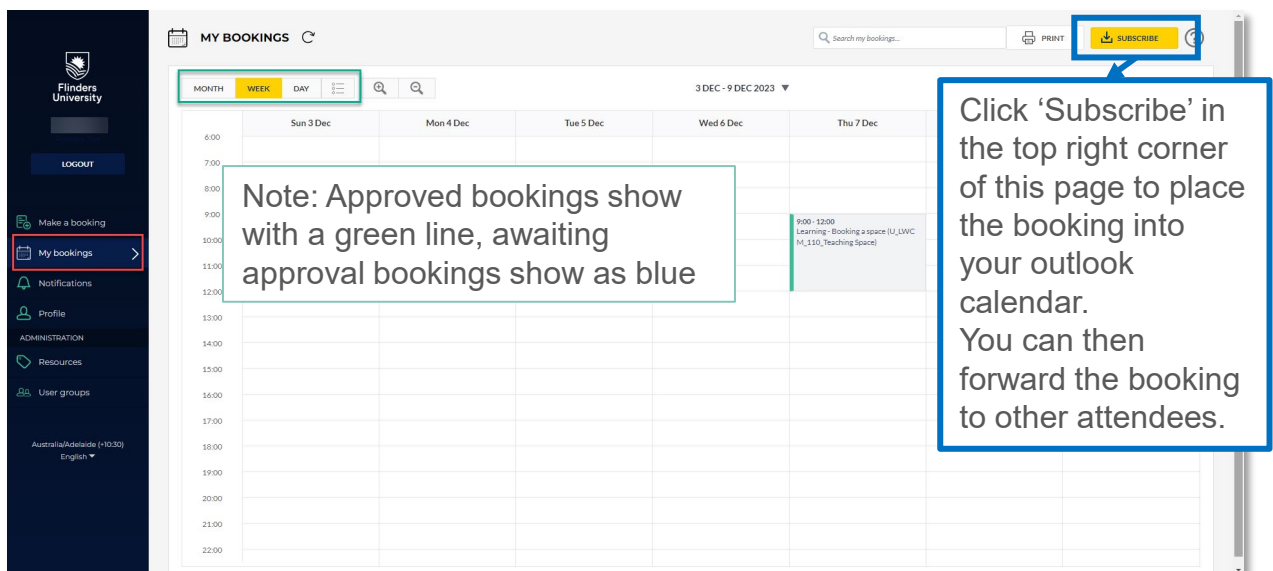 Flinders
University
LOGOUT
Make a booking
My bookings
Notifications
Profile
ADMINISTRATION
Resources
User groups
Australia/Adelaide (+10:30)
English
MY BOOKINGS
Search my bookings...
PRINT
SUBSCRIBE
?
MONTH WEEK DAY
3 DEC - 9 DEC 2023
Sun 3 Dec Mon 4 Dec Tue 5 Dec Wed 6 Dec Thu 7 Dec
6:00
7:00
8:00
9:00
10:00
11:00
12:00
13:00
14:00
15:00
16:00
17:00
18:00
19:00
20:00
21:00
22:00
Note: Approved bookings show
with a green line, awaiting
approval bookings show as blue
9:00 - 12:00
Learning - Booking a space (U_LWC
M_110_Teaching Space)
Click ‘Subscribe’ in
the top right corner
of this page to place
the booking into
your outlook
calendar.
You can then
forward the booking
to other attendees.